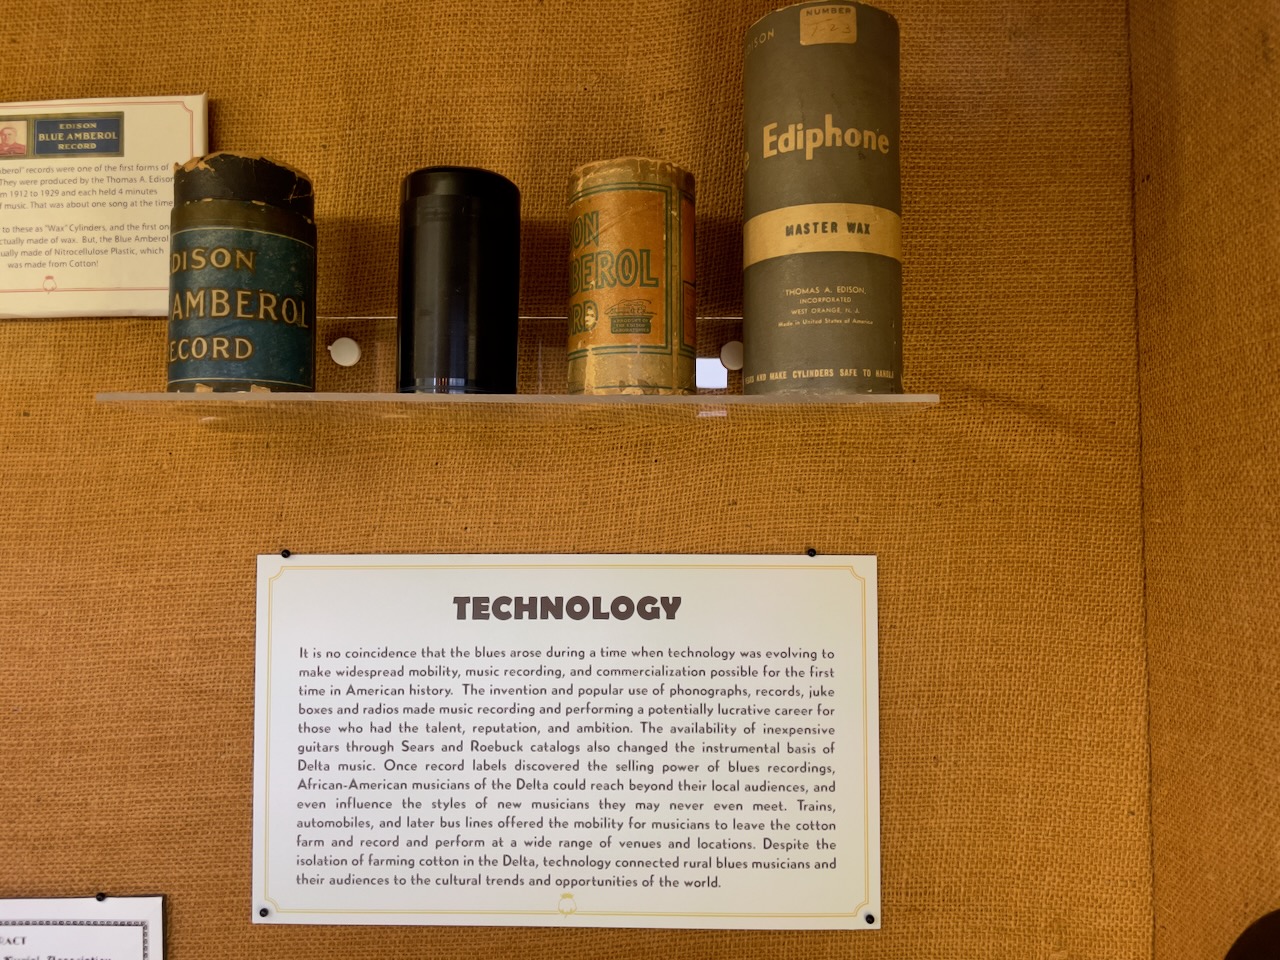 EDISON
BLUE AMBEROL
RECORD
records were one of the first forms of
They were produced by the Thomas A. Edison
1912 to 1929 and each held 4 minutes
music. That was about one song at the time
to these as "Wax" Cylinders, and the first
made of wax. But, the Blue Amberol
made of Nitrocellulose Plastic, which
was made from Cotton!
DISON
AMBEROL
ECORD
ON
BEROL
RD
DISON
NUMBER
e Ediphone
MASTER WAX
THOMAS A. EDISON,
INCORPORATED
WEST ORANGE, N. J.
Made in United States of America
AND MAKE CYLINDERS SAFE TO HANDL
TECHNOLOGY
It is no coincidence that the blues arose during a time when technology was evolving to
make widespread mobility, music recording, and commercialization possible for the first
time in American history. The invention and popular use of phonographs, records, juke
boxes and radios made music recording and performing a potentially lucrative career for
those who had the talent, reputation, and ambition. The availability of inexpensive
guitars through Sears and Roebuck catalogs also changed the instrumental basis of
Delta music. Once record labels discovered the selling power of blues recordings,
African-American musicians of the Delta could reach beyond their local audiences, and
even influence the styles of new musicians they may never even meet. Trains,
automobiles, and later bus lines offered the mobility for musicians to leave the cotton
farm and record and perform at a wide range of venues and locations. Despite the
isolation of farming cotton in the Delta, technology connected rural blues musicians and
their audiences to the cultural trends and opportunities of the world.
RACT